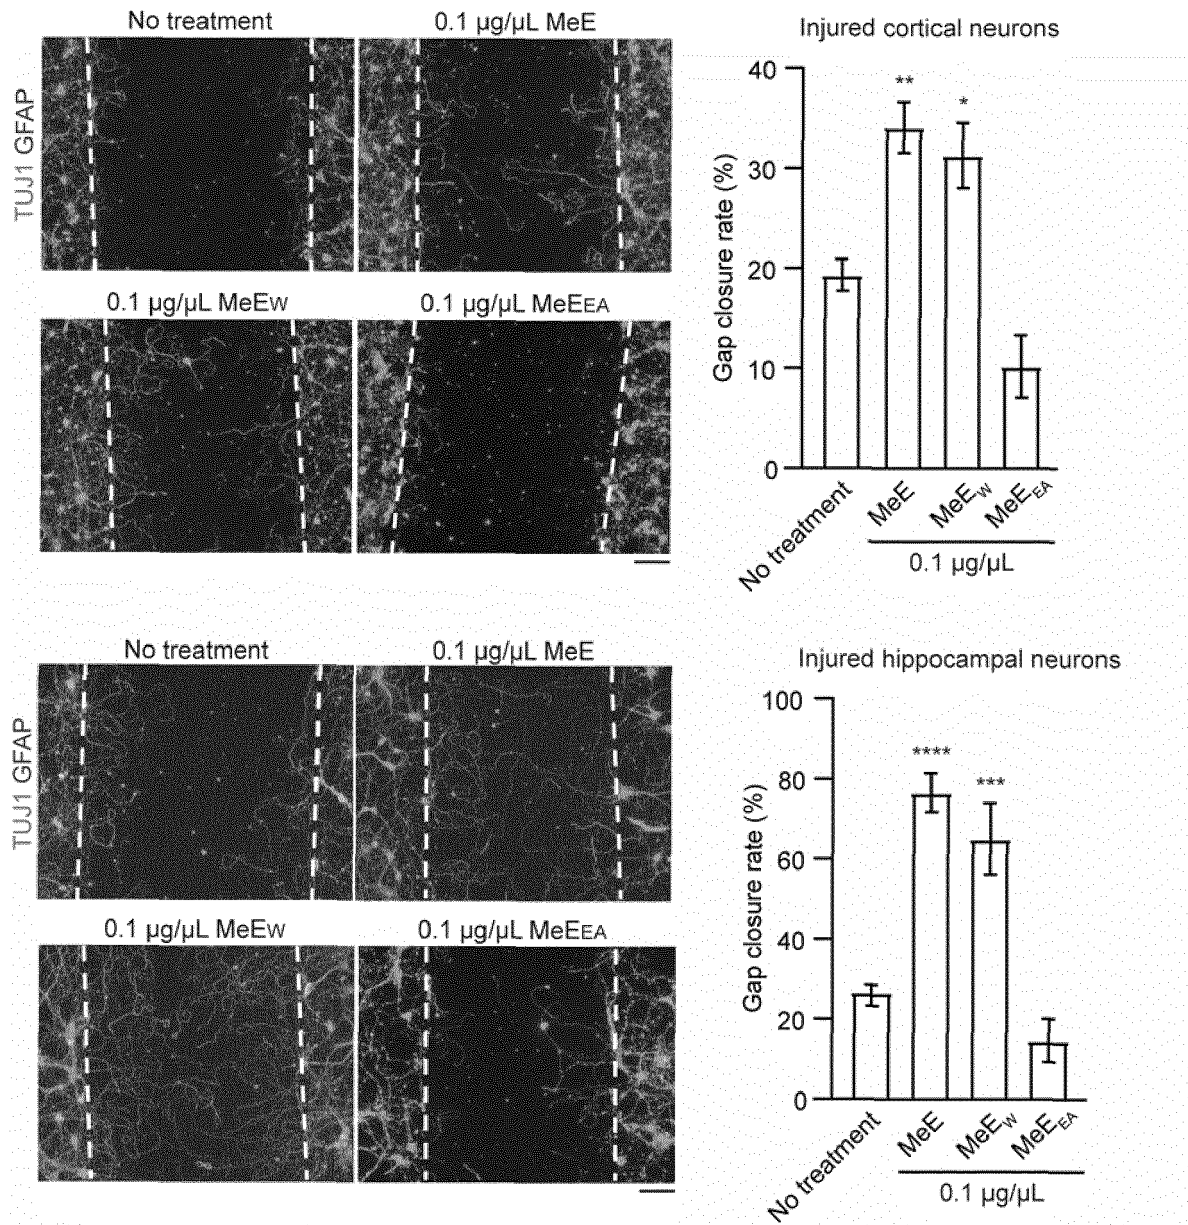 No treatment
0.1 µg/µL MeE
TUJ1 GFAP
0.1 µg/µL MeEW
0.1 µg/µL MeEEA
Injured cortical neurons
Gap closure rate (%)
40
**
*
30
20
10
0
No treatment
MeE
MeEW
MeEEA
0.1 µg/µL
No treatment
0.1 µg/µL MeE
TUJ1 GFAP
0.1 µg/µL MeEW
0.1 µg/µL MeEEA
Injured hippocampal neurons
Gap closure rate (%)
100
****
80
***
60
40
20
0
No treatment
MeE
MeEW
MeEEA
0.1 µg/µL